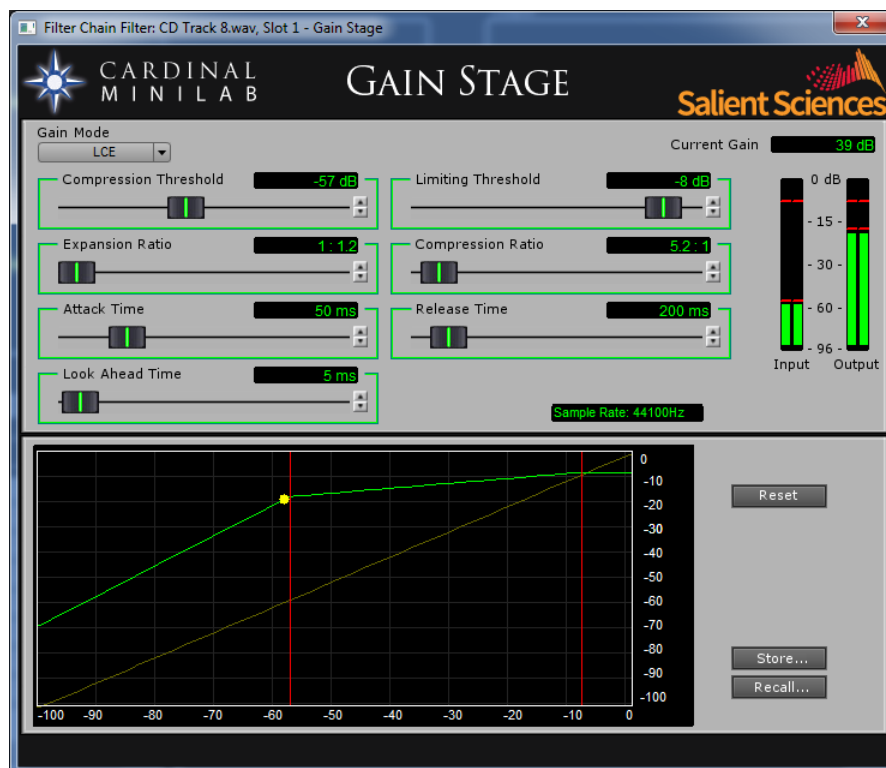 Filter Chain Filter: CD Track 8.wav, Slot 1 - Gain Stage
X
CARDINAL
MINILAB
GAIN STAGE
Salient Sciences
Gain Mode
LCE
Current Gain
39 dB
Compression Threshold
-57 dB
Limiting Threshold
-8 dB
Expansion Ratio
1 : 1.2
Compression Ratio
5.2 : 1
Attack Time
50 ms
Release Time
200 ms
Look Ahead Time
5 ms
Sample Rate: 44100Hz
0 dB
- 15 -
- 30 -
- 60 -
- 96 -
Input
Output
0
-10
-20
-30
-40
-50
-60
-70
-80
-90
-100
-100 -90 -80 -70 -60 -50 -40 -30 -20 -10 0
Reset
Store...
Recall...